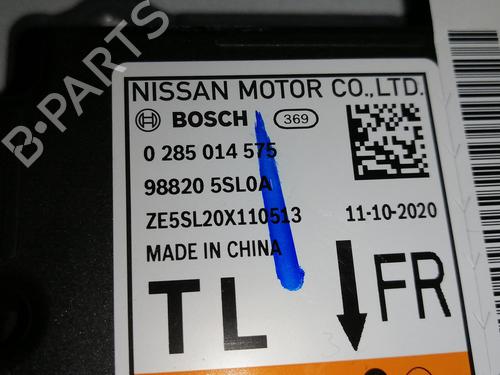 B-PARTS
NISSAN MOTOR CO.,LTD.
BOSCH 369
0 285 014 575
98820 5SL0A
ZE5SL20X110513 11-10-2020
MADE IN CHINA
TL FR